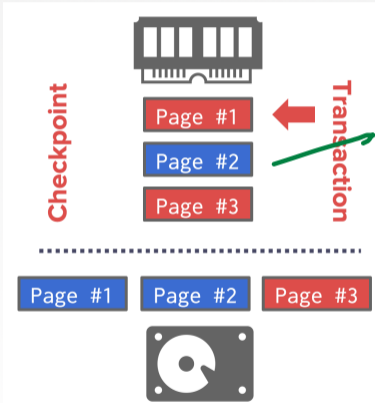 Checkpoint
Transaction
Page #1
Page #2
Page #3
Page #1 Page #2 Page #3